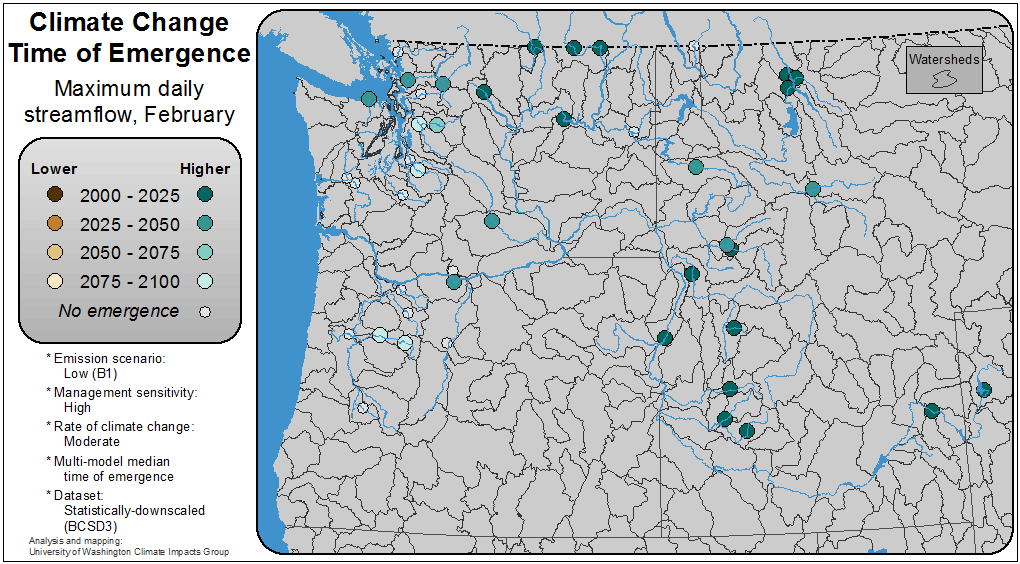 Climate Change
Time of Emergence
Maximum daily
streamflow, February
Lower Higher
2000 - 2025
2025 - 2050
2050 - 2075
2075 - 2100
No emergence
* Emission scenario:
Low (B1)
* Management sensitivity:
High
* Rate of climate change:
Moderate
* Multi-model median
time of emergence
* Dataset:
Statistically-downscaled
(BCSD3)
Analysis and mapping:
University of Washington Climate Impacts Group
Watersheds